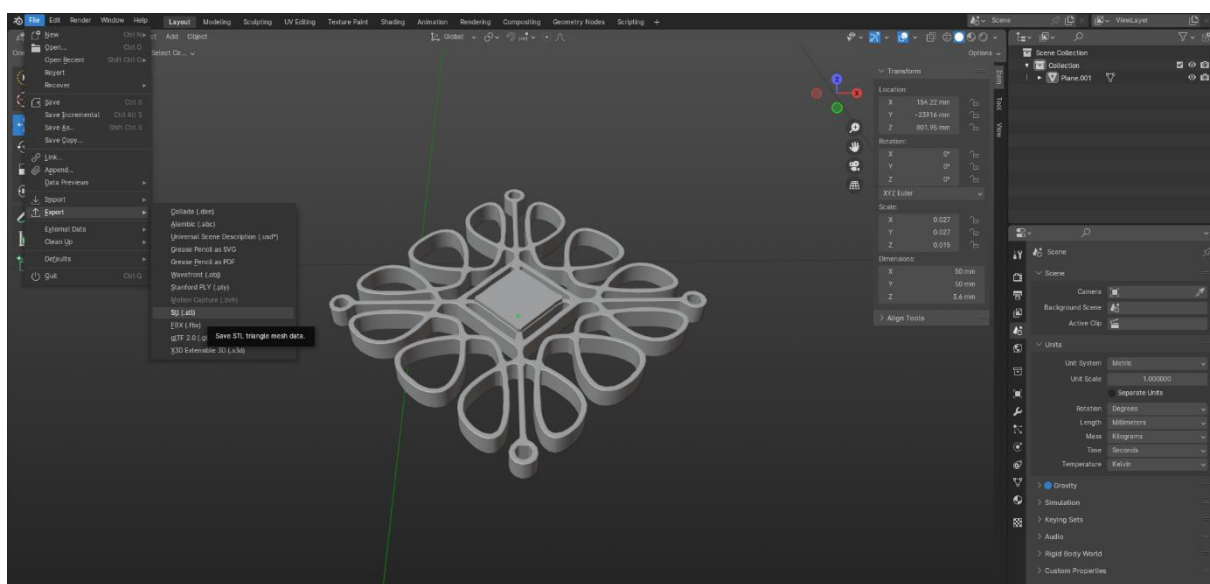 File Edit Render Window Help Layout Modeling Sculpting UV Editing Texture Paint Shading Animation Rendering Compositing Geometry Nodes Scripting +
Scene
ViewLayer
New Ctrl N
Open... Ctrl O
Open Recent Shift Ctrl O
Revert
Recover
Save Ctrl S
Save Incremental Ctrl Alt S
Save As... Shift Ctrl S
Save Copy...
Link...
Append...
Data Previews
Import
Export
External Data
Clean Up
Defaults
Quit Ctrl Q
Add Object
Select Cir...
Global
Options
Collada (.dae)
Alembic (.abc)
Universal Scene Description (.usd*)
Grease Pencil as SVG
Grease Pencil as PDF
Wavefront (.obj)
Stanford PLY (.ply)
Motion Capture (.bvh)
Stl (.stl)
FBX (.fbx)
glTF 2.0 (.gl
X3D Extensible 3D (.x3d)
Save STL triangle mesh data.
Transform
Location:
X 154.22 mm
Y -23916 mm
Z 801.95 mm
Rotation:
X 0°
Y 0°
Z 0°
XYZ Euler
Scale:
X 0.027
Y 0.027
Z 0.015
Dimensions:
X 50 mm
Y 50 mm
Z 3.6 mm
Align Tools
Item
Tool
View
Scene Collection
Collection
Plane.001
Scene
Scene
Camera
Background Scene
Active Clip
Units
Unit System Metric
Unit Scale 1.000000
Separate Units
Rotation Degrees
Length Millimeters
Mass Kilograms
Time Seconds
Temperature Kelvin
Gravity
Simulation
Keying Sets
Audio
Rigid Body World
Custom Properties